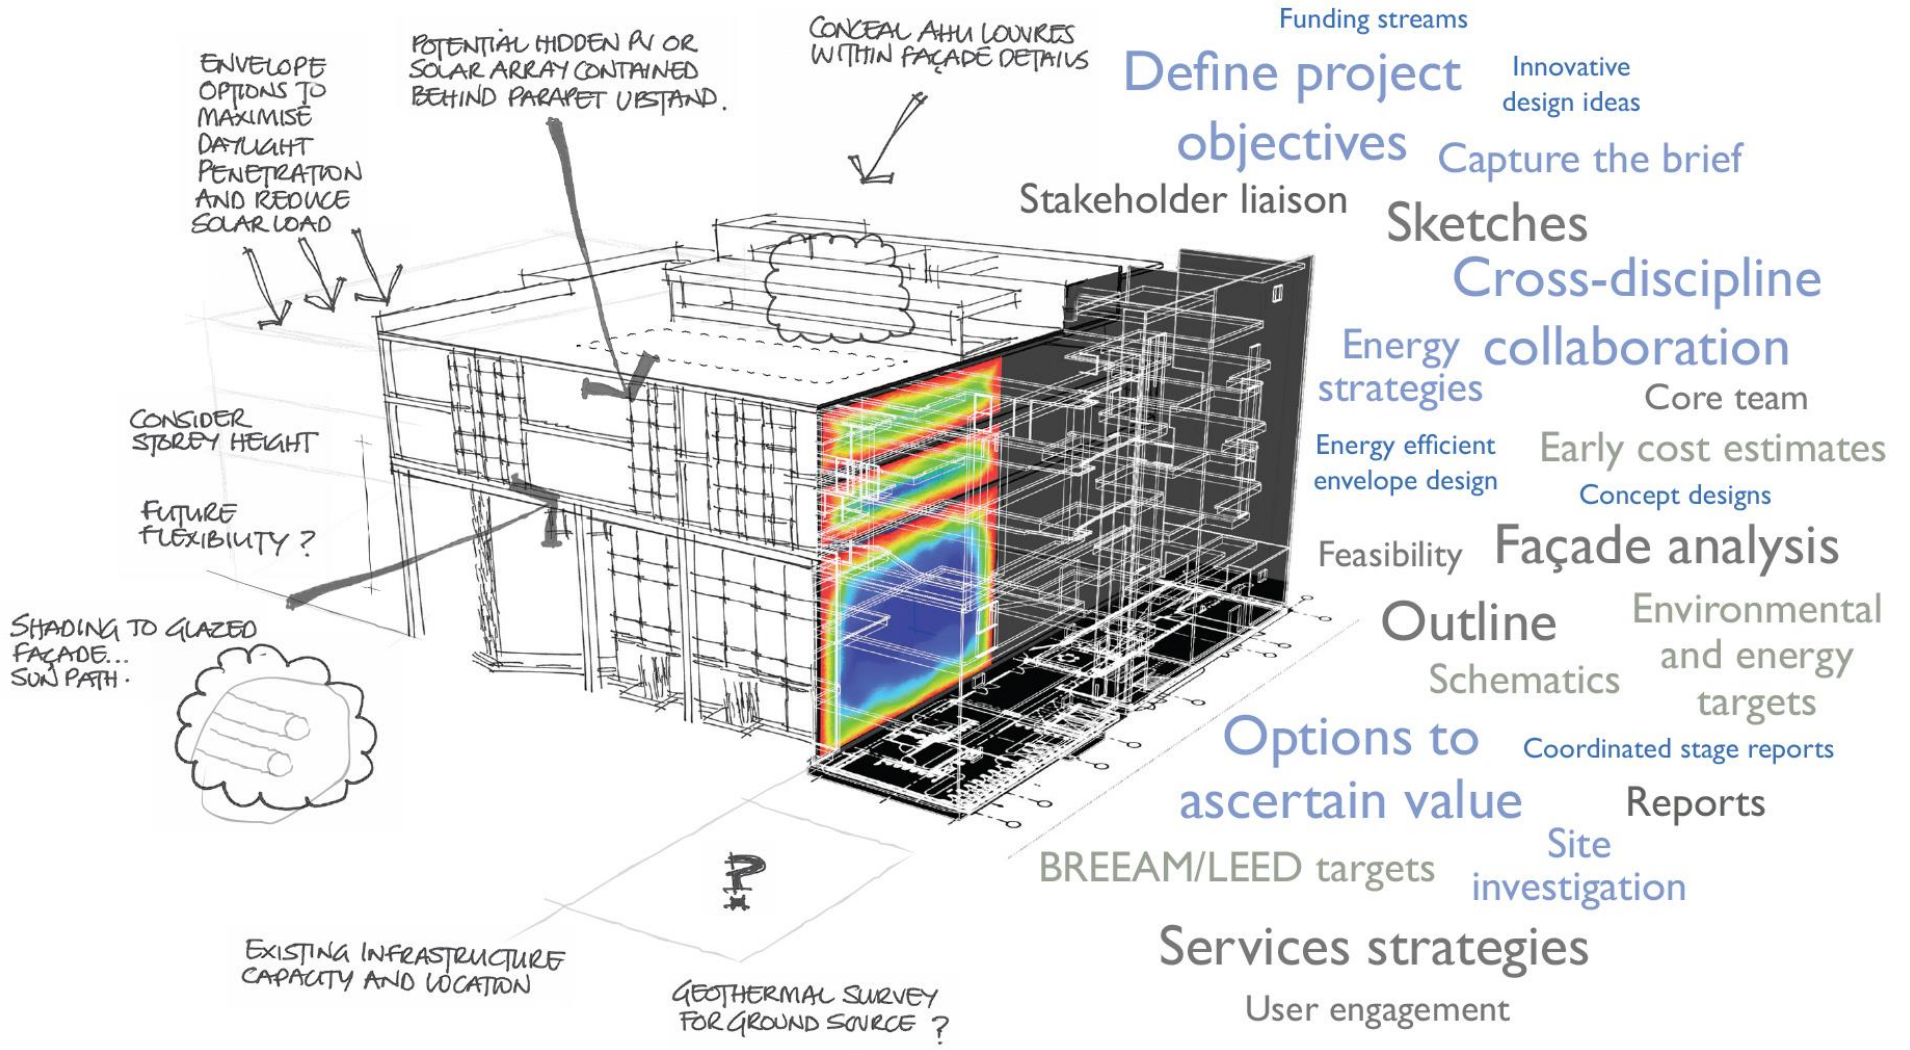 ENVELOPE
OPTIONS TO
MAXIMISE
DAYLIGHT
PENETRATION
AND REDUCE
SOLAR LOAD
POTENTIAL HIDDEN PV OR
SOLAR ARRAY CONTAINED
BEHIND PARAPET UPSTAND.
CONCEAL AHU LOUVRES
WITHIN FAÇADE DETAILS
CONSIDER
STOREY HEIGHT
FUTURE
FLEXIBILITY ?
SHADING TO GLAZED
FAÇADE...
SUN PATH.
?
EXISTING INFRASTRUCTURE
CAPACITY AND LOCATION
GEOTHERMAL SURVEY
FOR GROUND SOURCE ?
Funding streams
Define project
objectives
Innovative
design ideas
Capture the brief
Stakeholder liaison
Sketches
Cross-discipline
collaboration
Energy
strategies
Core team
Energy efficient
envelope design
Early cost estimates
Concept designs
Feasibility
Façade analysis
Outline
Environmental
and energy
targets
Schematics
Options to
ascertain value
Coordinated stage reports
Reports
Site
investigation
BREEAM/LEED targets
Services strategies
User engagement